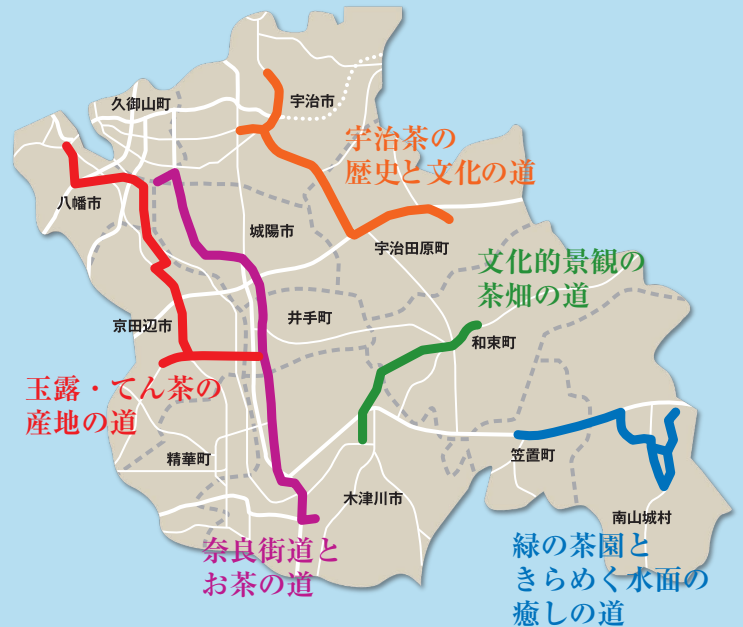 久御山町
宇治市
宇治茶の
歴史と文化の道
八幡市
城陽市
宇治田原町
文化的景観の
茶畑の道
京田辺市
井手町
和束町
玉露・てん茶の
産地の道
精華町
笠置町
木津川市
南山城村
奈良街道と
お茶の道
緑の茶園と
きらめく水面の
癒しの道